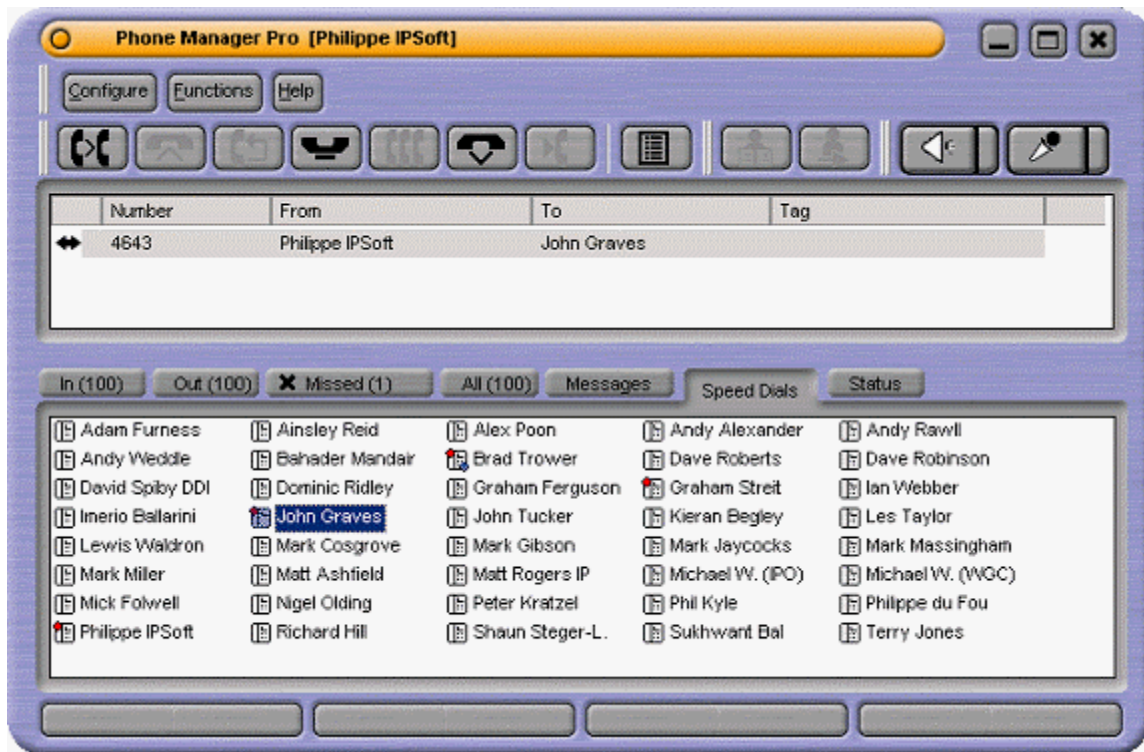 Phone Manager Pro [Philippe IPSoft]
Configure Functions Help
Number From To Tag
4643 Philippe IPSoft John Graves
In (100) Out (100) Missed (1) All (100) Messages Speed Dials Status
Adam Furness Ainsley Reid Alex Poon Andy Alexander Andy Rawll
Andy Weddle Bahader Mandair Brad Trower Dave Roberts Dave Robinson
David Spiby DDI Dominic Ridley Graham Ferguson Graham Streit Ian Webber
Imerio Ballarini John Graves John Tucker Kieran Begley Les Taylor
Lewis Waldron Mark Cosgrove Mark Gibson Mark Jaycocks Mark Massingham
Mark Miller Matt Ashfield Matt Rogers IP Michael W. (IPO) Michael W. (WGC)
Mick Folwell Nigel Olding Peter Kratzel Phil Kyle Philippe du Fou
Philippe IPSoft Richard Hill Shaun Steger-L. Sukhwant Bal Terry Jones